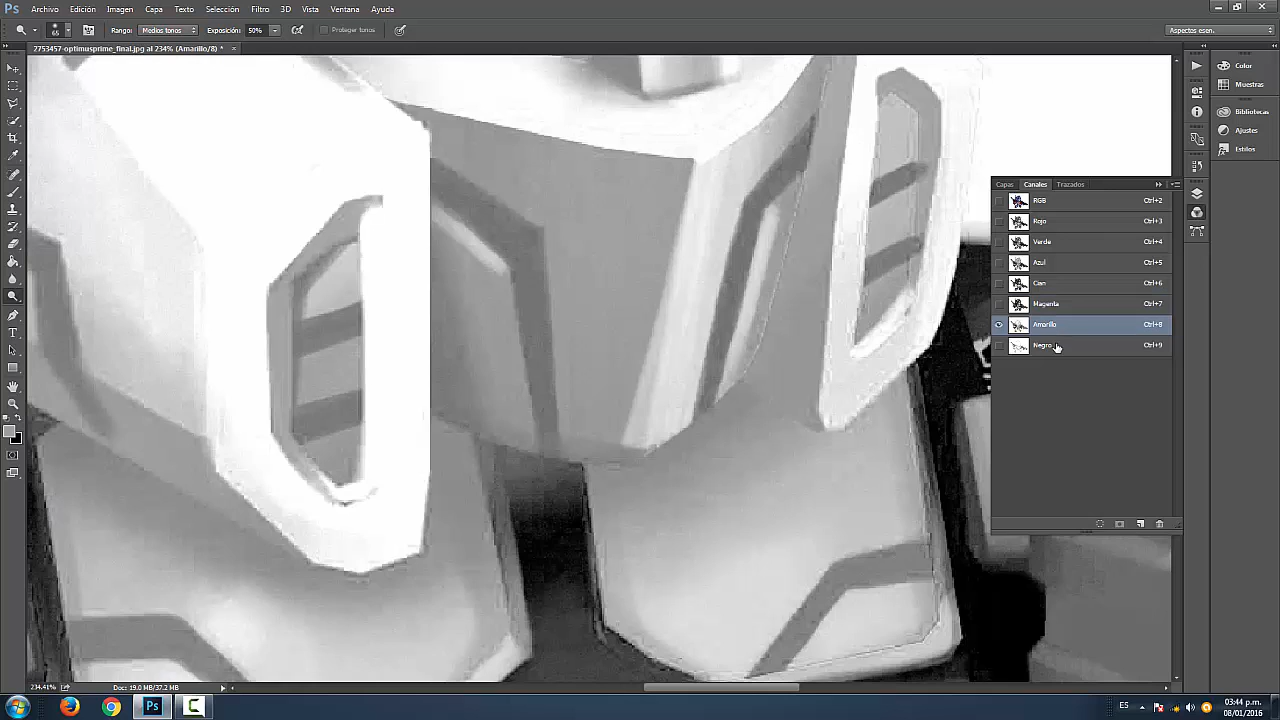 Ps Archivo Edición Imagen Capa Texto Selección Filtro 3D Vista Ventana Ayuda
65 Rango: Medios tonos Exposición: 50% Proteger tonos Aspectos esen.
2753457-optimusprime_final.jpg al 234% (Amarillo/8) *
Color
Muestras
Bibliotecas
Ajustes
Estilos
Capas Canales Trazados
RGB Ctrl+2
Rojo Ctrl+3
Verde Ctrl+4
Azul Ctrl+5
Cian Ctrl+6
Magenta Ctrl+7
Amarillo Ctrl+8
Negro Ctrl+9
234.41% Doc: 19.0 MB/37.2 MB
Ps ES 03:44 p.m.
08/01/2016